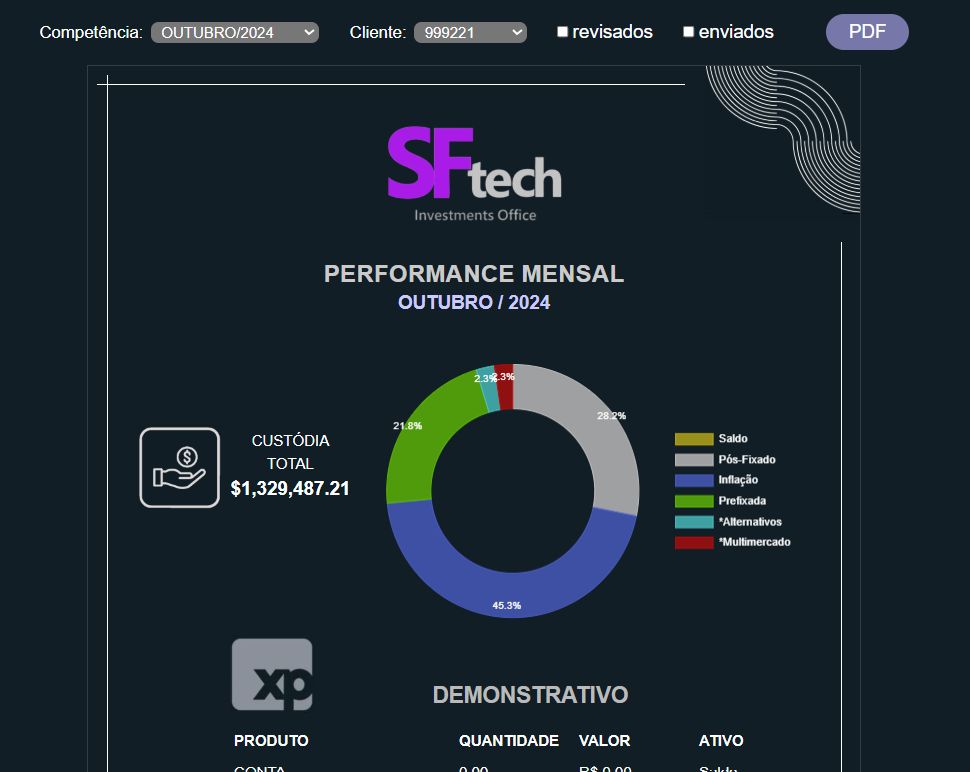 Competência: OUTUBRO/2024 Cliente: 999221 revisados enviados PDF
SFtech
Investments Office
PERFORMANCE MENSAL
OUTUBRO / 2024
2.3% 2.3%
28.2%
21.8%
CUSTÓDIA
TOTAL
$1,329,487.21
45.3%
Saldo
Pós-Fixado
Inflação
Prefixada
*Alternativos
*Multimercado
xp
DEMONSTRATIVO
PRODUTO QUANTIDADE VALOR ATIVO
CONTA 0.00 R$ 0.00